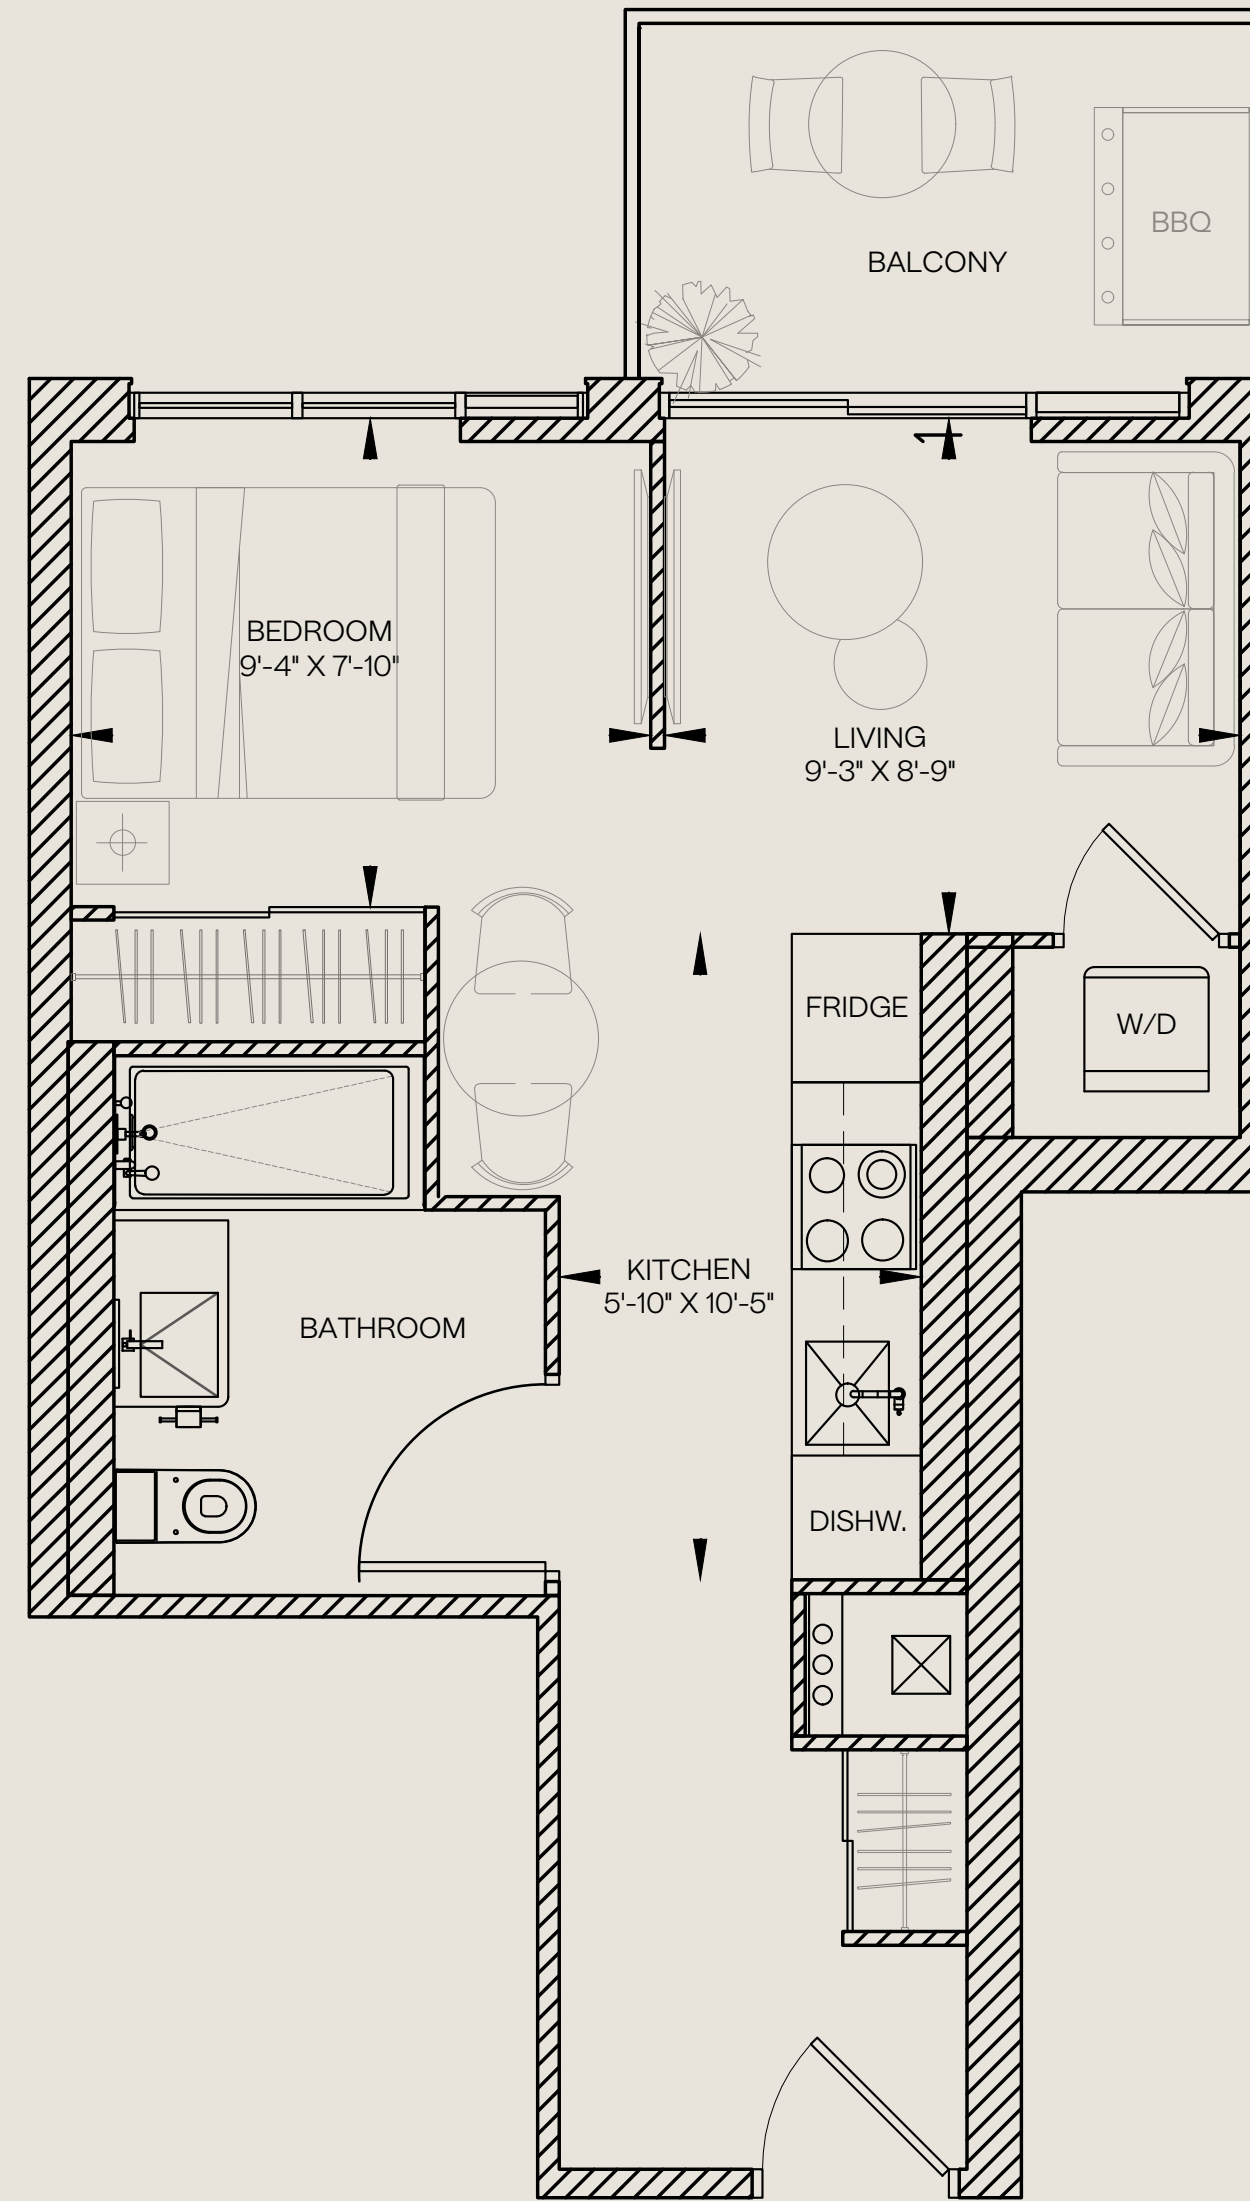 BBQ
BALCONY
BEDROOM
9'-4" X 7'-10"
LIVING
9'-3" X 8'-9"
FRIDGE
W/D
KITCHEN
5'-10" X 10'-5"
BATHROOM
DISHW.